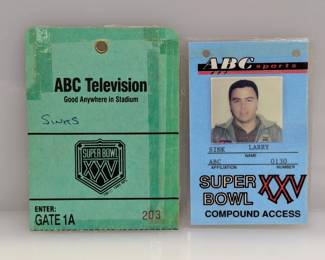 ABC Television
Good Anywhere in Stadium
Sinks
SUPER BOWL
XXV
ENTER:
GATE 1A
203
ABC sports
SINK LARRY
NAME
ABC 0130
AFFILIATION NUMBER
SUPER
BOWL
XXV
COMPOUND ACCESS